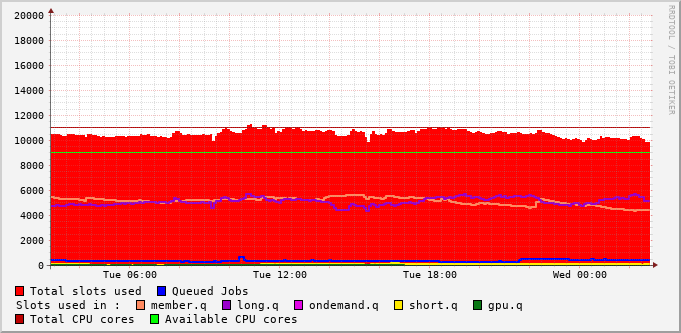 20000
18000
16000
14000
12000
10000
8000
6000
4000
2000
0
Tue 06:00 Tue 12:00 Tue 18:00 Wed 00:00
Total slots used Queued Jobs
Slots used in : member.q long.q ondemand.q short.q gpu.q
Total CPU cores Available CPU cores
RRDTOOL / TOBI OETIKER